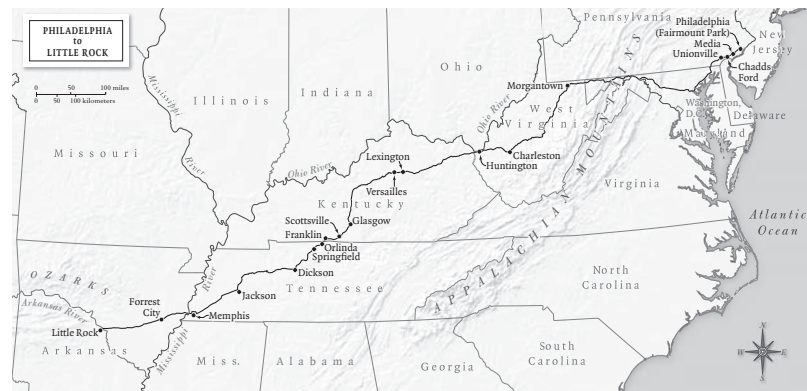 PHILADELPHIA
to
LITTLE ROCK
0 50 100 miles
0 50 100 kilometers
Pennsylvania
Philadelphia
(Fairmount Park)
Media
Unionville
New
Jersey
Chadds
Ford
Ohio
Morgantown
West
Virginia
Washington,
D.C.
Delaware
Maryland
Mississippi
River
Illinois
Indiana
Ohio River
Missouri
Ohio River
Lexington
Versailles
Huntington
Charleston
Kentucky
Virginia
APPALACHIAN MOUNTAINS
Atlantic
Ocean
Scottsville
Glasgow
Franklin
Orlinda
Springfield
Dickson
Tennessee
North
Carolina
OZARKS
Arkansas River
River
Mississippi
Forrest
City
Jackson
Memphis
Little Rock
Arkansas
Miss.
Alabama
Georgia
South
Carolina
N
W
E
S